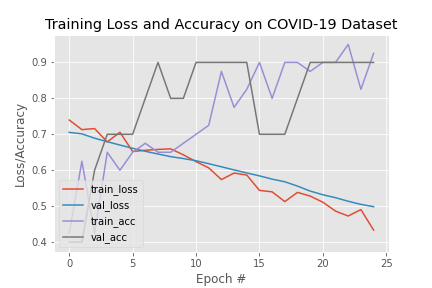 Training Loss and Accuracy on COVID-19 Dataset
Loss/Accuracy
0.9
0.8
0.7
0.6
0.5
0.4
train_loss
val_loss
train_acc
val_acc
0 5 10 15 20 25
Epoch #